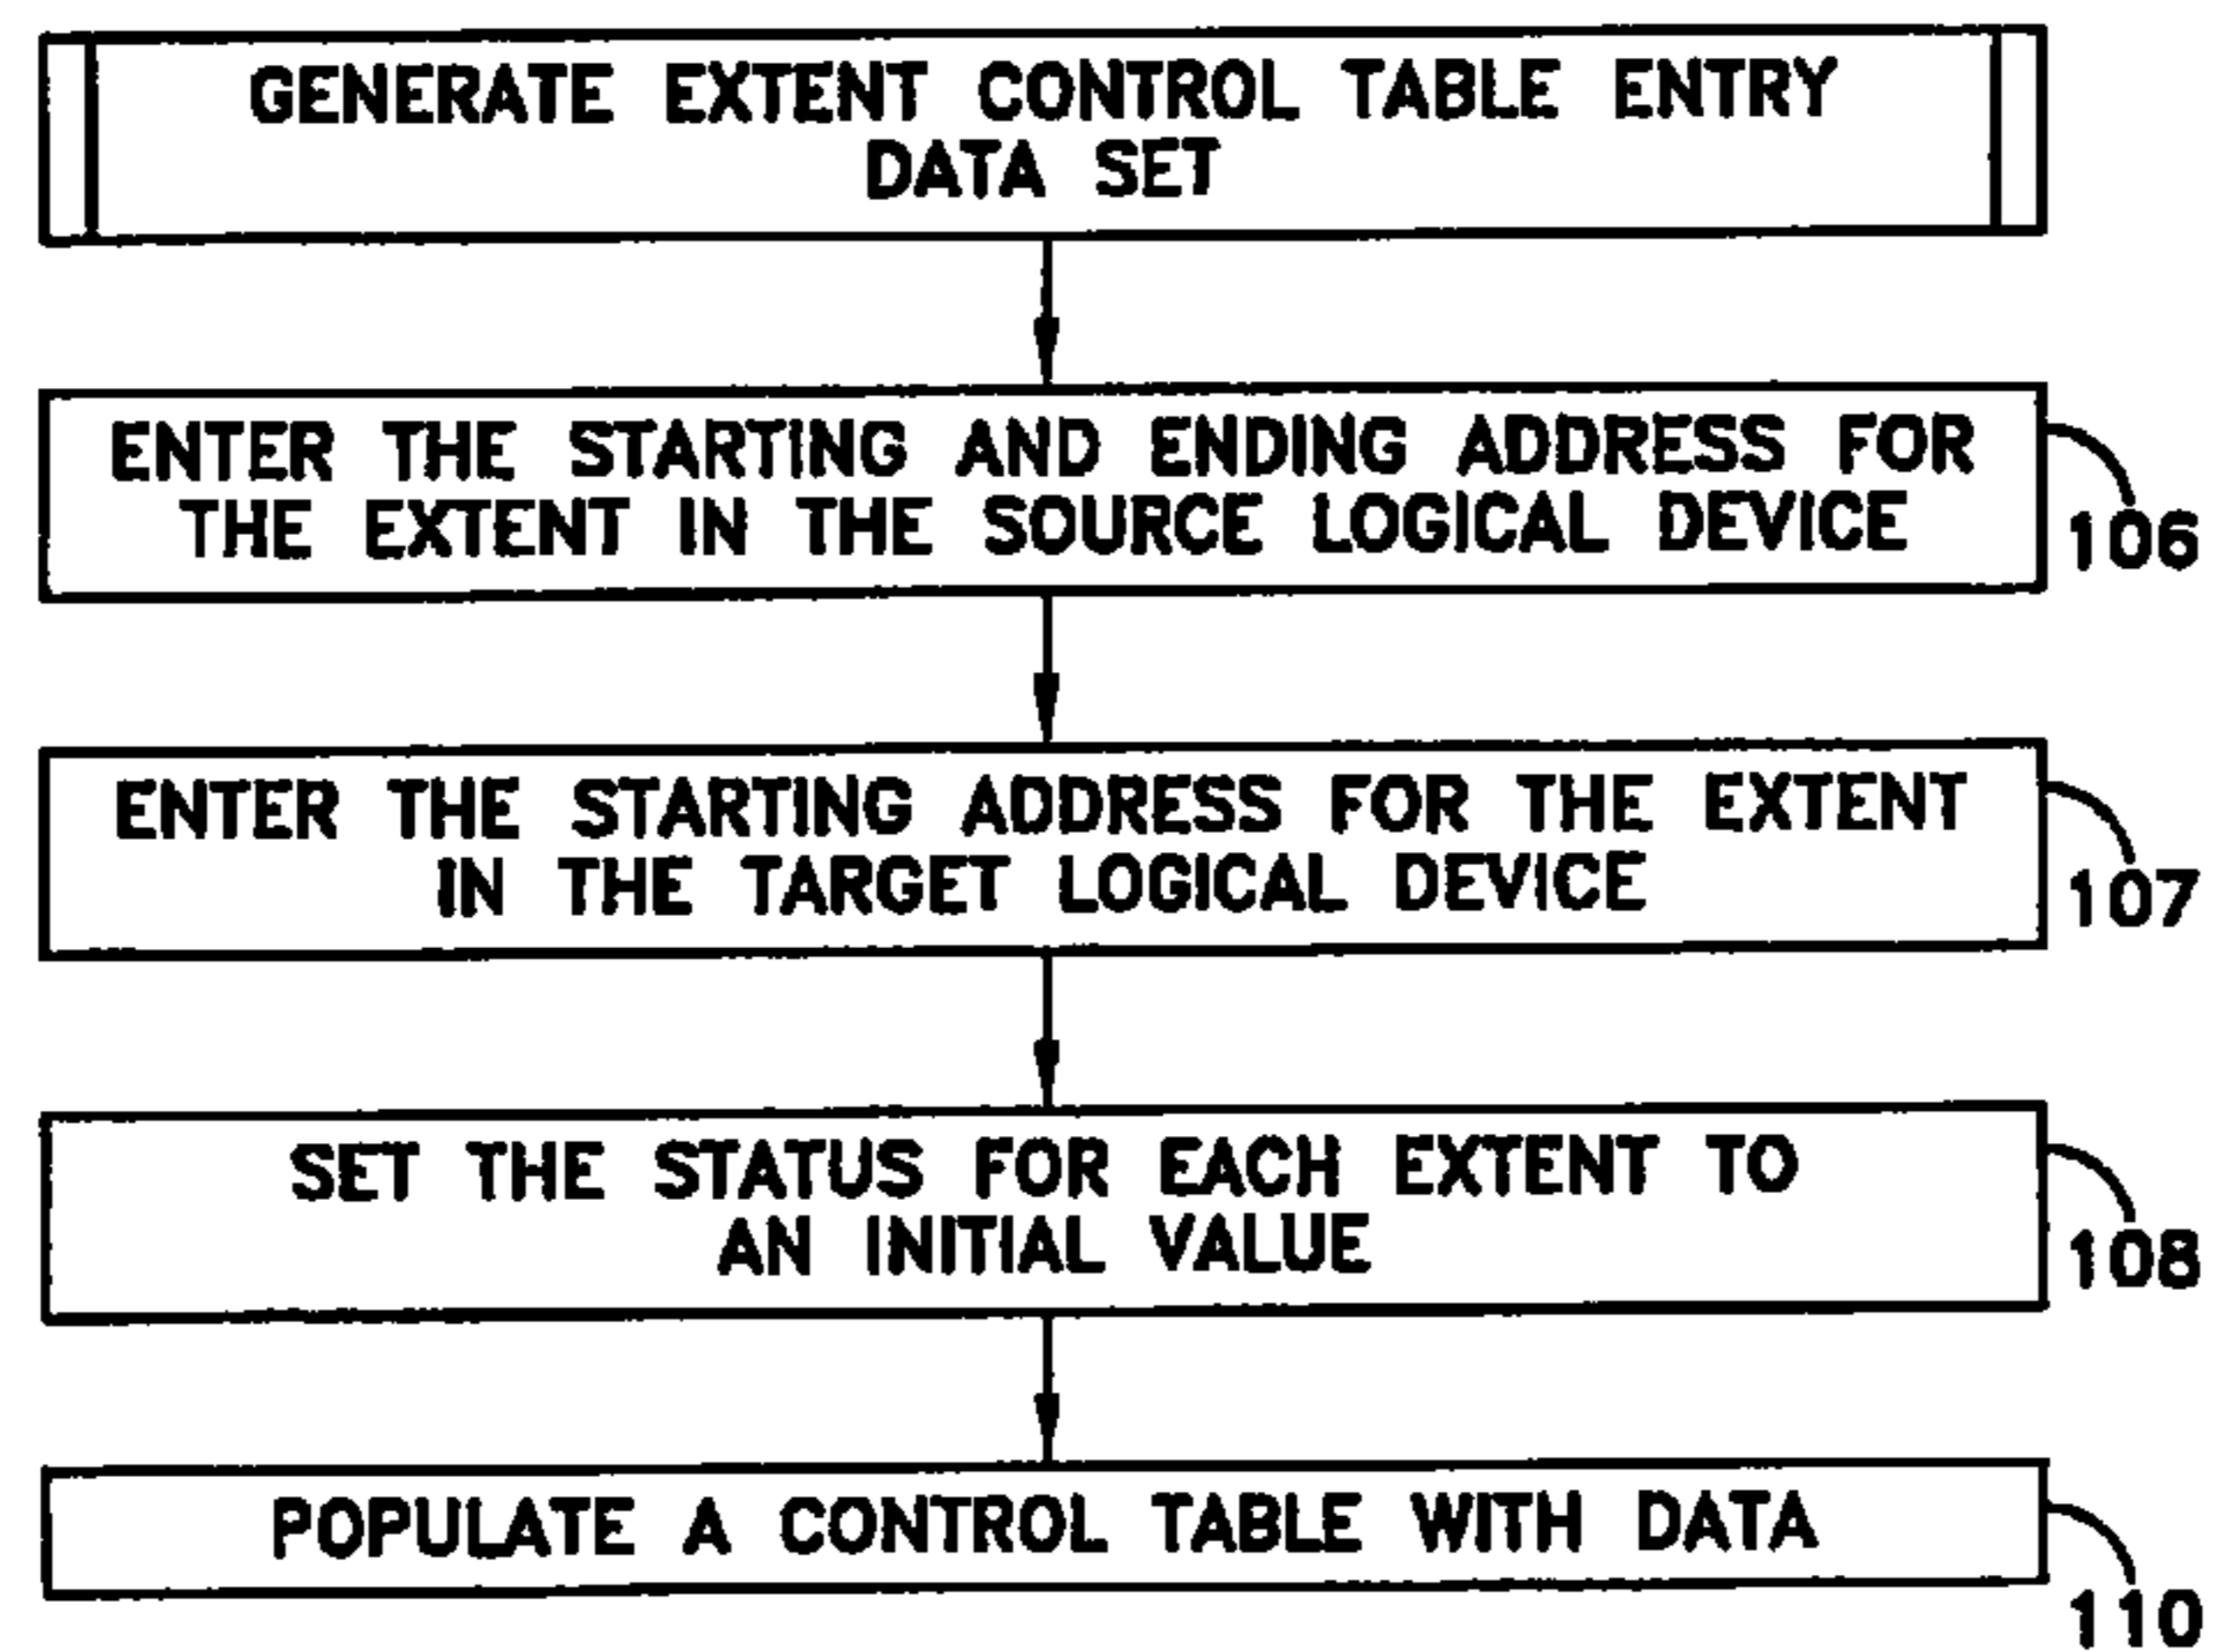 GENERATE EXTENT CONTROL TABLE ENTRY
DATA SET
ENTER THE STARTING AND ENDING ADDRESS FOR
THE EXTENT IN THE SOURCE LOGICAL DEVICE
106
ENTER THE STARTING ADDRESS FOR THE EXTENT
IN THE TARGET LOGICAL DEVICE
107
SET THE STATUS FOR EACH EXTENT TO
AN INITIAL VALUE
108
POPULATE A CONTROL TABLE WITH DATA
110